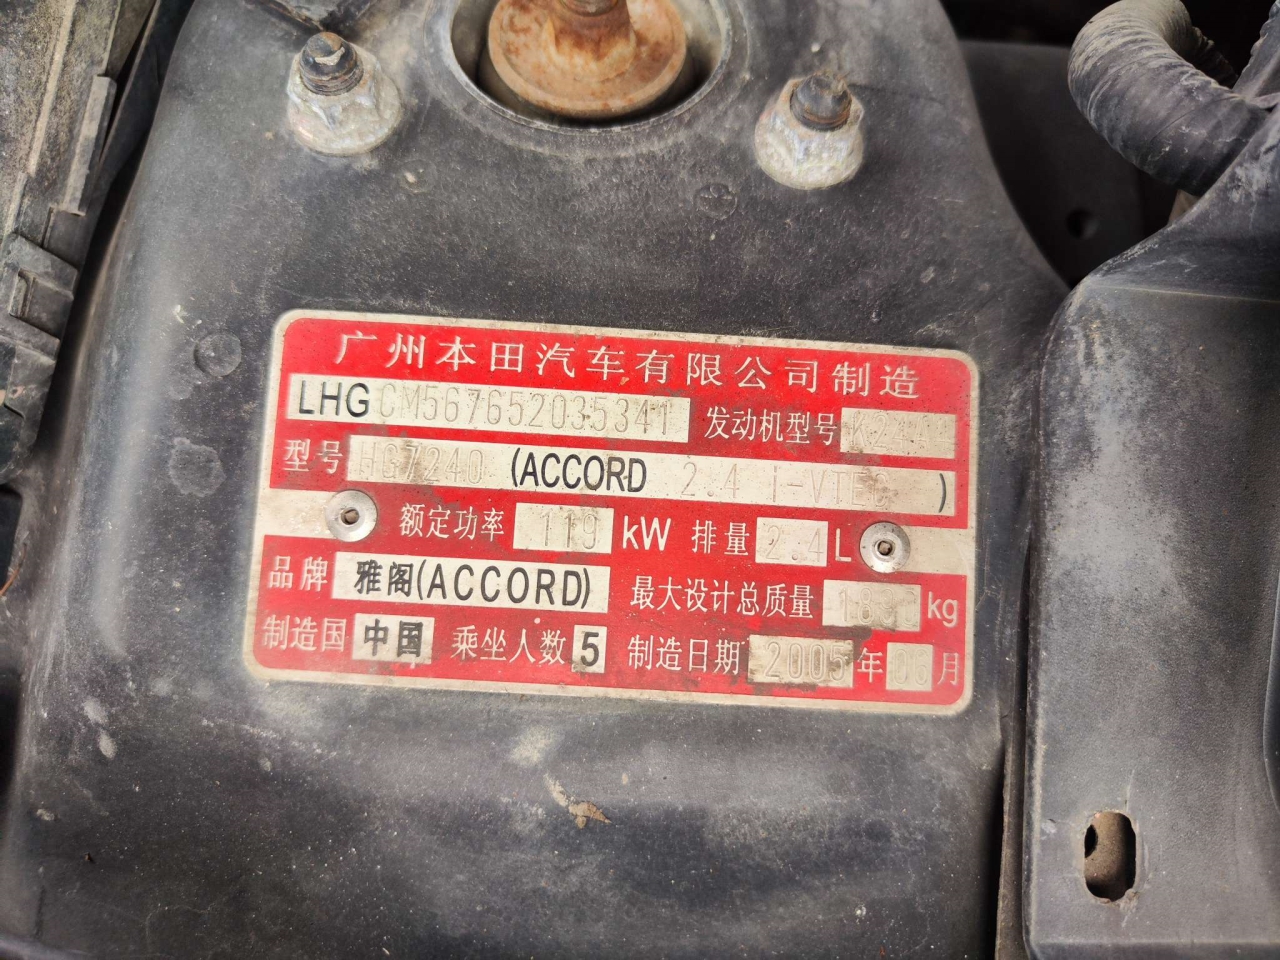 广州本田汽车有限公司制造
LHGCM567652035341 发动机型号 K24A4
型号 HG7240 (ACCORD 2.4 i-VTEC )
额定功率 119 kW 排量 2.4 L
品牌 雅阁(ACCORD) 最大设计总质量 kg
制造国 中国 乘坐人数 5 制造日期 2005 年 06 月